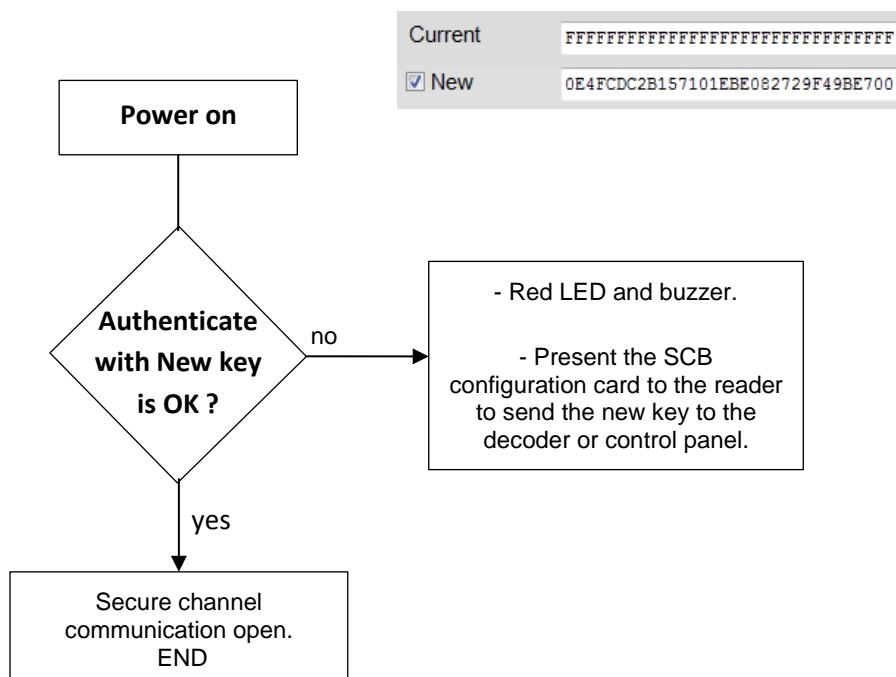 Current FFFFFFFFFFFFFFFFFFFFFFFFFFFFFFFF
New 0E4FCDC2B157101EBE082729F49BE700
Power on
Authenticate
with New key
is OK ?
no
- Red LED and buzzer.
- Present the SCB
configuration card to the reader
to send the new key to the
decoder or control panel.
yes
Secure channel
communication open.
END